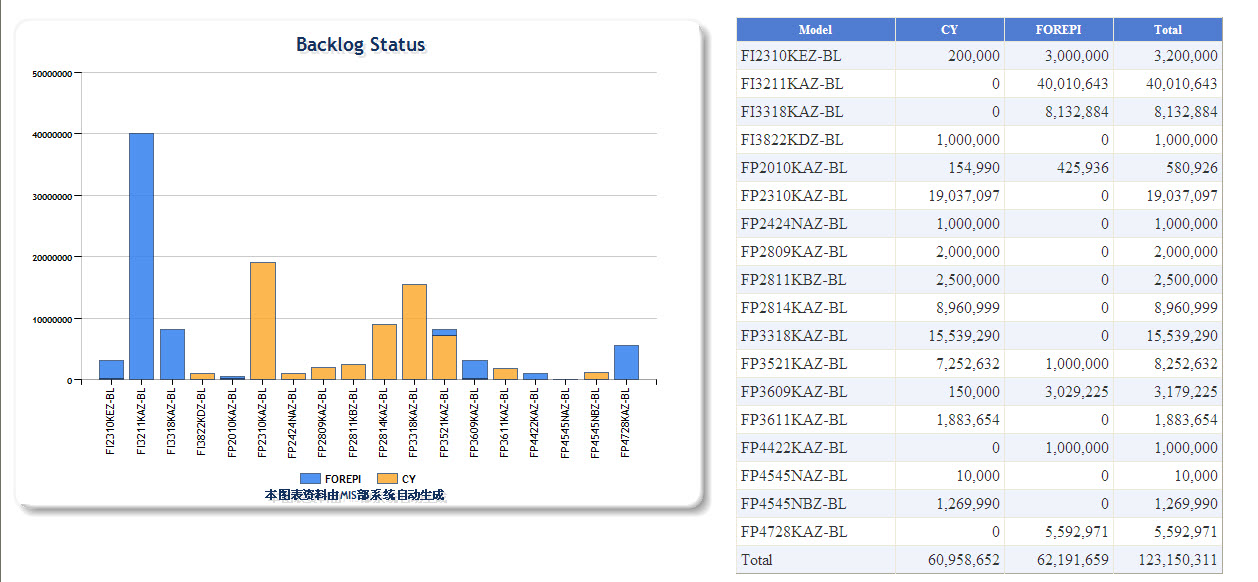 Backlog Status
50000000
40000000
30000000
20000000
10000000
0
FI2310KEZ-BL
FI3211KAZ-BL
FI3318KAZ-BL
FI3822KDZ-BL
FP2010KAZ-BL
FP2310KAZ-BL
FP2424NAZ-BL
FP2809KAZ-BL
FP2811KBZ-BL
FP2814KAZ-BL
FP3318KAZ-BL
FP3521KAZ-BL
FP3609KAZ-BL
FP3611KAZ-BL
FP4422KAZ-BL
FP4545NAZ-BL
FP4545NBZ-BL
FP4728KAZ-BL
FOREPI CY
本图表资料由MIS部系统自动生成
Model CY FOREPI Total
FI2310KEZ-BL 200,000 3,000,000 3,200,000
FI3211KAZ-BL 0 40,010,643 40,010,643
FI3318KAZ-BL 0 8,132,884 8,132,884
FI3822KDZ-BL 1,000,000 0 1,000,000
FP2010KAZ-BL 154,990 425,936 580,926
FP2310KAZ-BL 19,037,097 0 19,037,097
FP2424NAZ-BL 1,000,000 0 1,000,000
FP2809KAZ-BL 2,000,000 0 2,000,000
FP2811KBZ-BL 2,500,000 0 2,500,000
FP2814KAZ-BL 8,960,999 0 8,960,999
FP3318KAZ-BL 15,539,290 0 15,539,290
FP3521KAZ-BL 7,252,632 1,000,000 8,252,632
FP3609KAZ-BL 150,000 3,029,225 3,179,225
FP3611KAZ-BL 1,883,654 0 1,883,654
FP4422KAZ-BL 0 1,000,000 1,000,000
FP4545NAZ-BL 10,000 0 10,000
FP4545NBZ-BL 1,269,990 0 1,269,990
FP4728KAZ-BL 0 5,592,971 5,592,971
Total 60,958,652 62,191,659 123,150,311